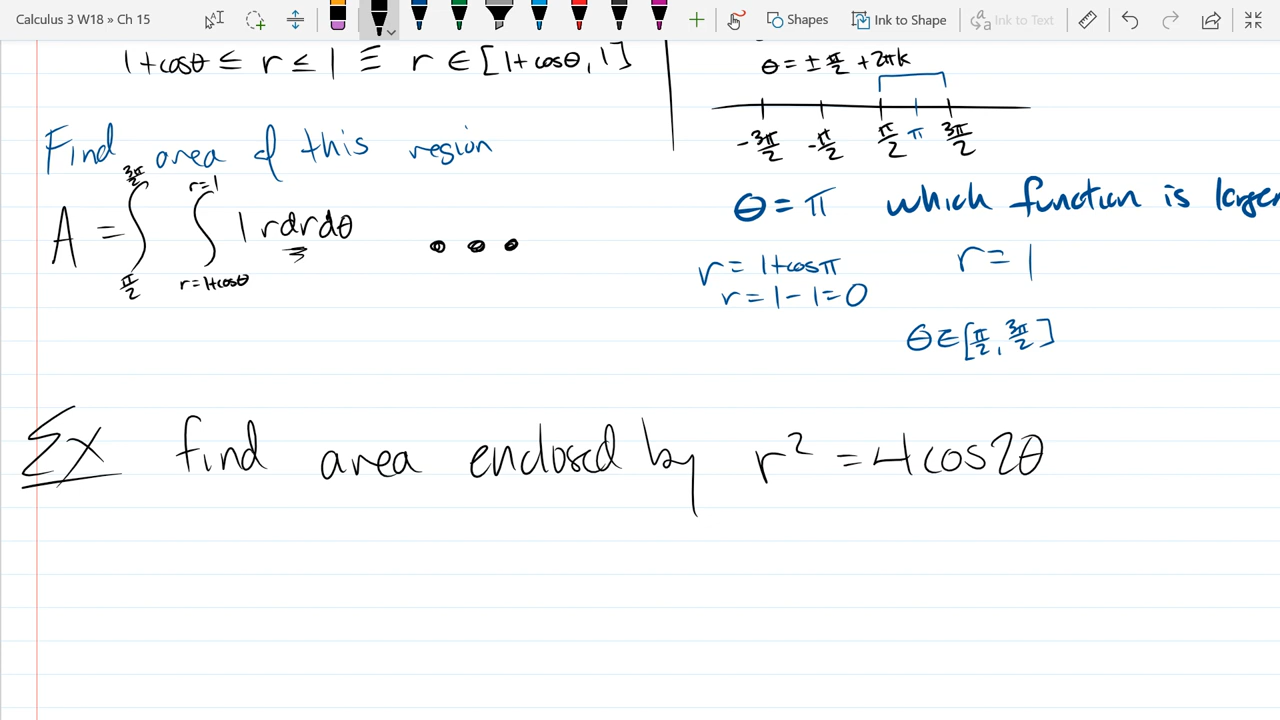 Calculus 3 W18 » Ch 15
Shapes
Ink to Shape
Ink to Text
1+cosθ ≤ r ≤ 1 ≡ r ∈ [1+cosθ, 1]
Find area of this region
A = ∫_{π/2}^{3π/2} ∫_{r=1+cosθ}^{r=1} 1 r dr dθ • • •
θ = ± π/2 + 2πk
-3π/2 -π/2 π/2 π 3π/2
θ = π which function is larger
r = 1+cosπ r = 1
r = 1 - 1 = 0
θ ∈ [π/2, 3π/2]
Ex find area enclosed by r² = 4cos2θ